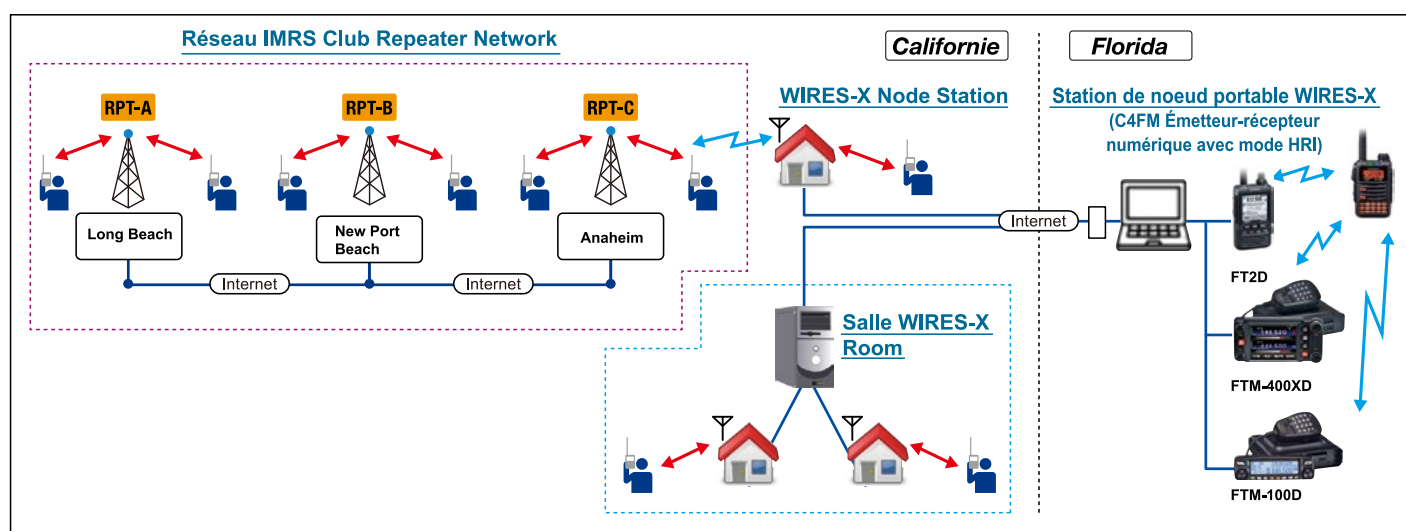 Réseau IMRS Club Repeater Network
Californie
Florida
RPT-A
RPT-B
RPT-C
WIRES-X Node Station
Station de noeud portable WIRES-X
(C4FM Émetteur-récepteur
numérique avec mode HRI)
Long Beach
New Port
Beach
Anaheim
Internet
Internet
Internet
FT2D
Salle WIRES-X
Room
FTM-400XD
FTM-100D